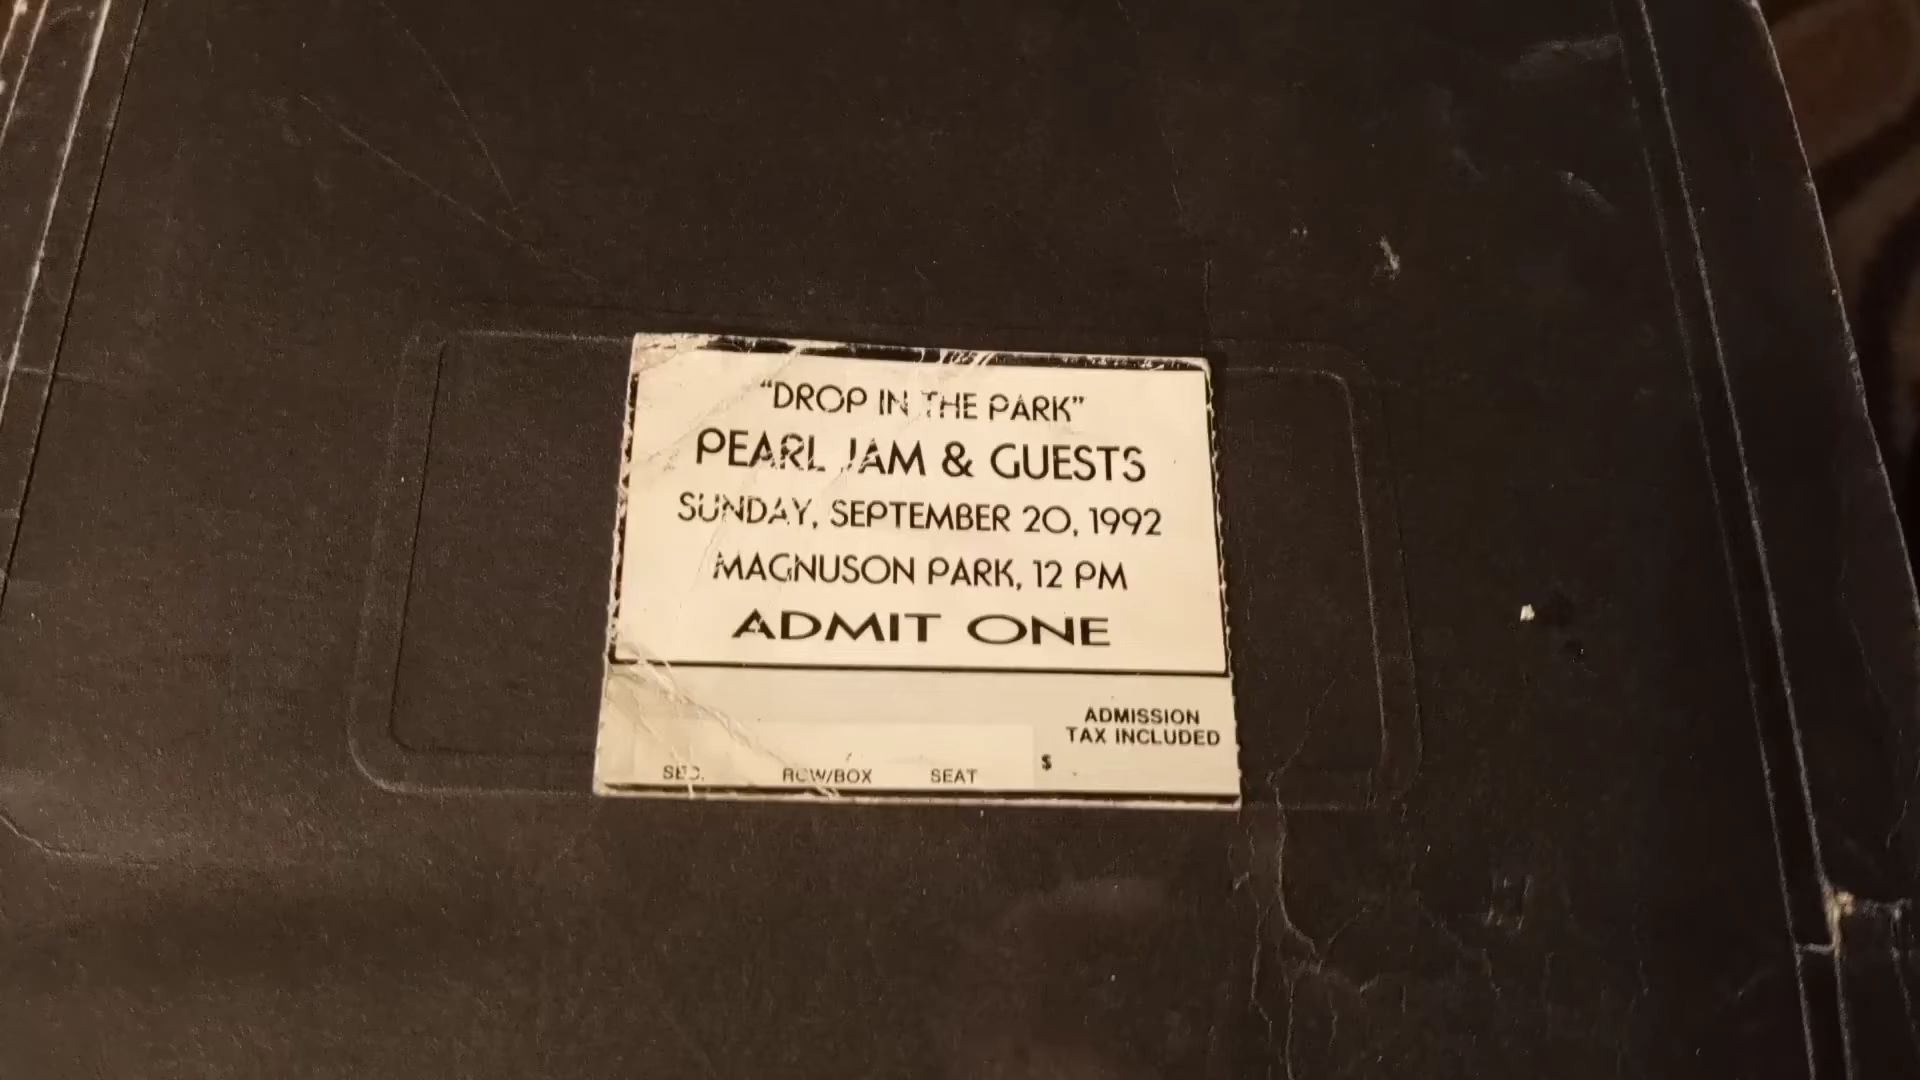 "DROP IN THE PARK"
PEARL JAM & GUESTS
SUNDAY, SEPTEMBER 20, 1992
MAGNUSON PARK, 12 PM
ADMIT ONE
ADMISSION
TAX INCLUDED
$
SEC. ROW/BOX SEAT